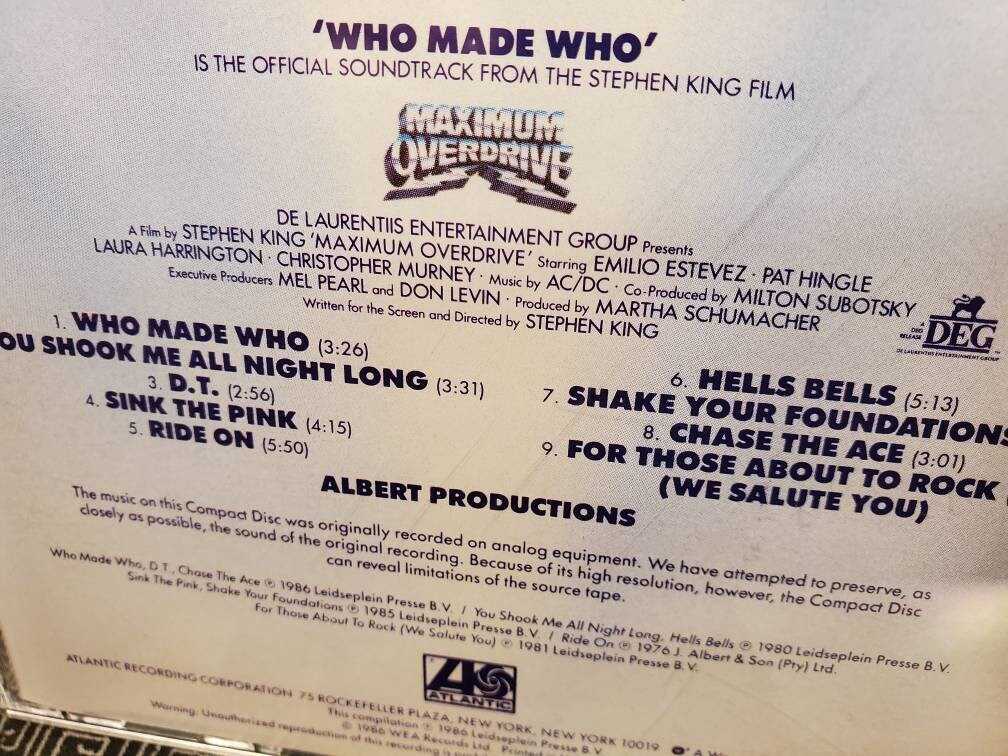 'WHO MADE WHO'
IS THE OFFICIAL SOUNDTRACK FROM THE STEPHEN KING FILM
MAXIMUM
OVERDRIVE
DE LAURENTIIS ENTERTAINMENT GROUP Presents
A Film by STEPHEN KING 'MAXIMUM OVERDRIVE' Starring EMILIO ESTEVEZ · PAT HINGLE
LAURA HARRINGTON · CHRISTOPHER MURNEY · Music by AC/DC · Co-Produced by MILTON SUBOTSKY
Executive Producers MEL PEARL and DON LEVIN · Produced by MARTHA SCHUMACHER
Written for the Screen and Directed by STEPHEN KING
A
DEG
RELEASE
DEG
DE LAURENTIIS ENTERTAINMENT GROUP
1. WHO MADE WHO (3:26)
OU SHOOK ME ALL NIGHT LONG (3:31)
3. D.T. (2:56)
4. SINK THE PINK (4:15)
5. RIDE ON (5:50)
6. HELLS BELLS (5:13)
7. SHAKE YOUR FOUNDATIONS
8. CHASE THE ACE (3:01)
9. FOR THOSE ABOUT TO ROCK
(WE SALUTE YOU)
ALBERT PRODUCTIONS
The music on this Compact Disc was originally recorded on analog equipment. We have attempted to preserve, as
closely as possible, the sound of the original recording. Because of its high resolution, however, the Compact Disc
can reveal limitations of the source tape.
Who Made Who, D.T., Chase The Ace ℗ 1986 Leidseplein Presse B.V. / You Shook Me All Night Long, Hells Bells ℗ 1980 Leidseplein Presse B.V.
Sink The Pink, Shake Your Foundations ℗ 1985 Leidseplein Presse B.V. / Ride On ℗ 1976 J. Albert & Son (Pty) Ltd.
For Those About To Rock (We Salute You) ℗ 1981 Leidseplein Presse B.V.
ATLANTIC
ATLANTIC RECORDING CORPORATION 75 ROCKEFELLER PLAZA, NEW YORK, NEW YORK 10019 A W
This compilation ℗ 1986 Leidseplein Presse B.V
© 1986 WEA Records Ltd. Printed in
Warning: Unauthorized reproduction of this recording is